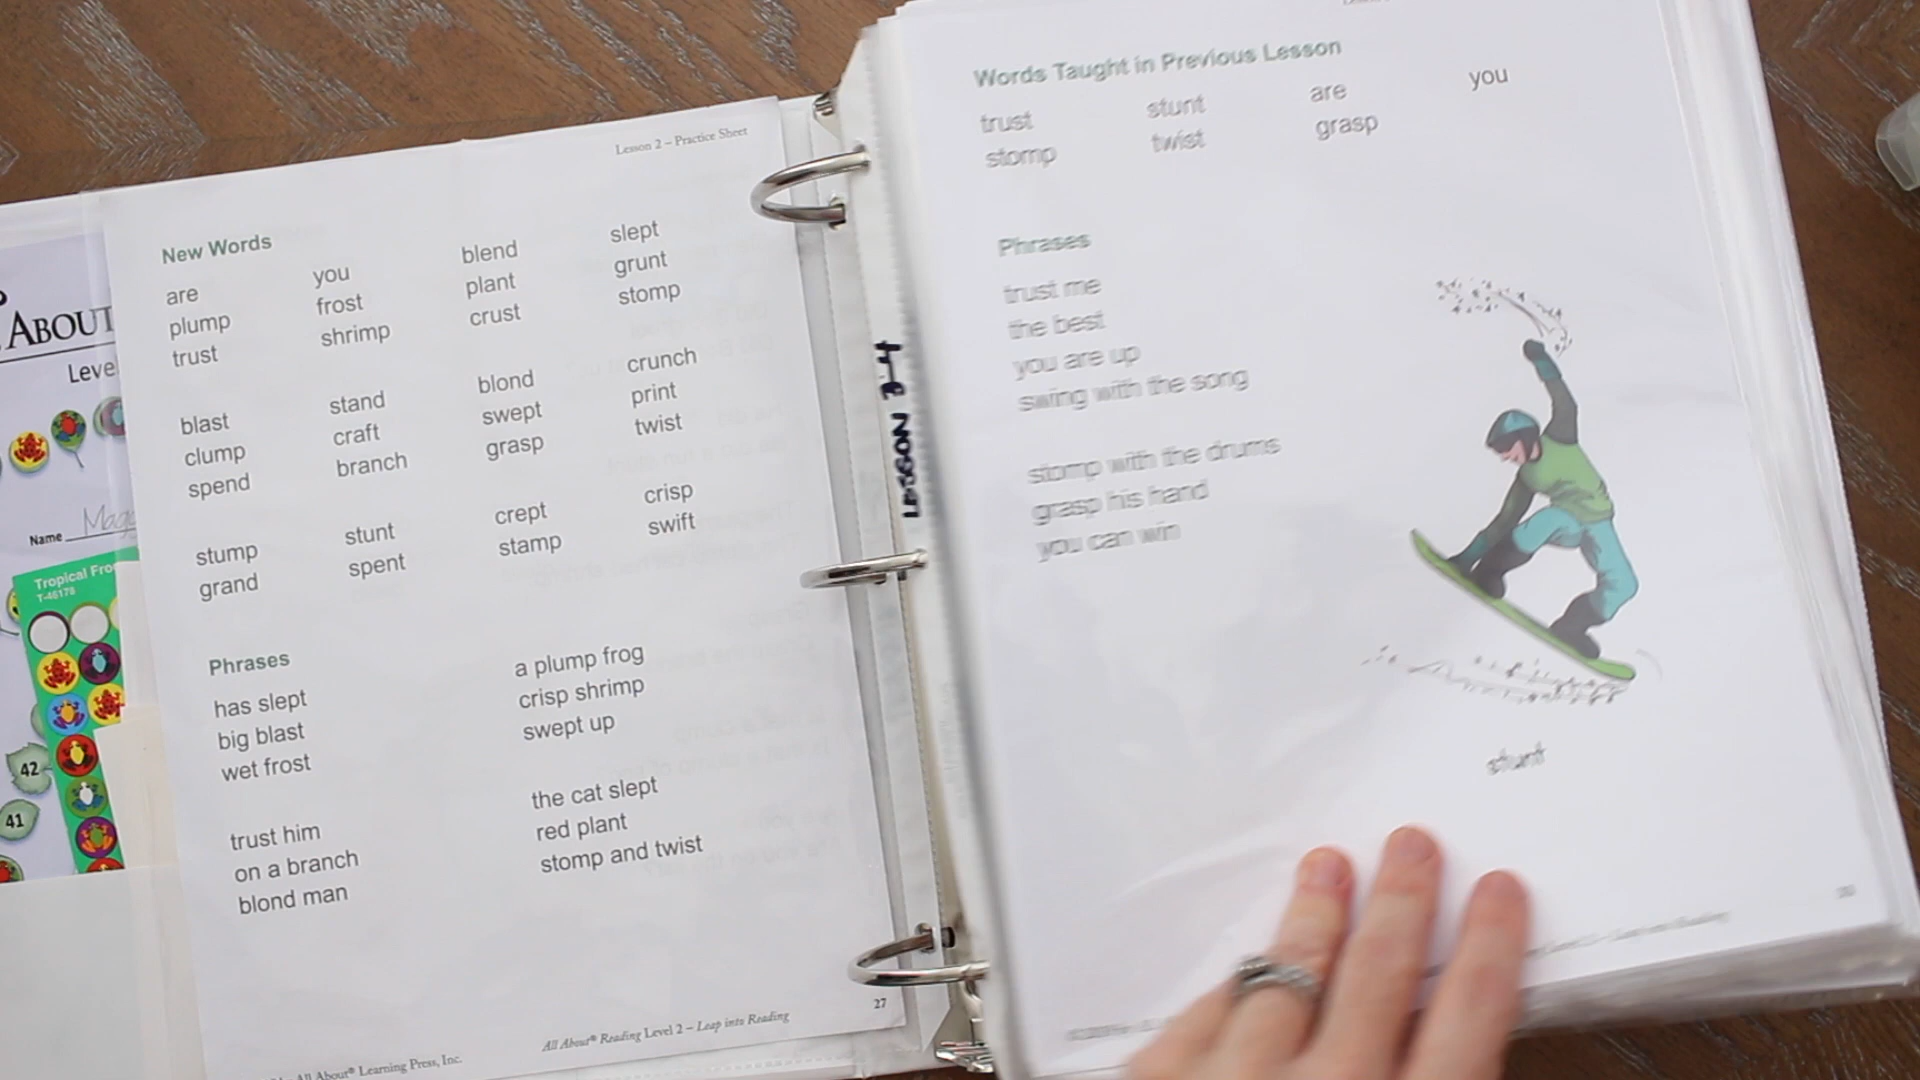 ABOUT
Leve
Name Mag
Tropical Fro
T-46178
42
41
Lesson 2 – Practice Sheet
New Words
are you blend slept
plump frost plant grunt
trust shrimp crust stomp
blast stand blond crunch
clump craft swept print
spend branch grasp twist
stump stunt crept crisp
grand spent stamp swift
Phrases
has slept a plump frog
big blast crisp shrimp
wet frost swept up
trust him the cat slept
on a branch red plant
blond man stomp and twist
27
All About® Reading Level 2 – Leap into Reading
All About® Learning Press, Inc.
LESSON 3-4
Words Taught in Previous Lesson
trust stunt are you
stomp twist grasp
Phrases
trust me
the best
you are up
swing with the song
stomp with the drums
grasp his hand
you can win
stunt